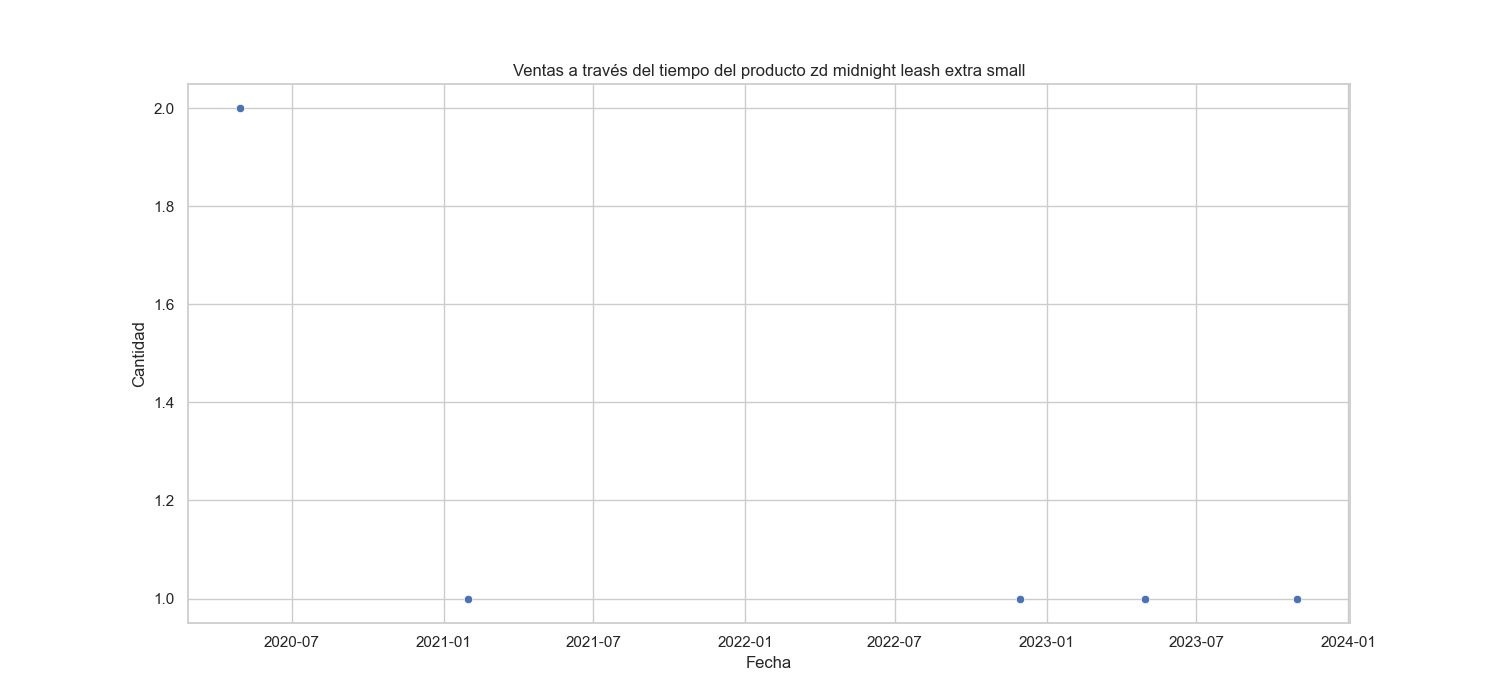 Ventas a través del tiempo del producto zd midnight leash extra small
2.0
1.8
1.6
1.4
1.2
1.0
Cantidad
2020-07 2021-01 2021-07 2022-01 2022-07 2023-01 2023-07 2024-01
Fecha